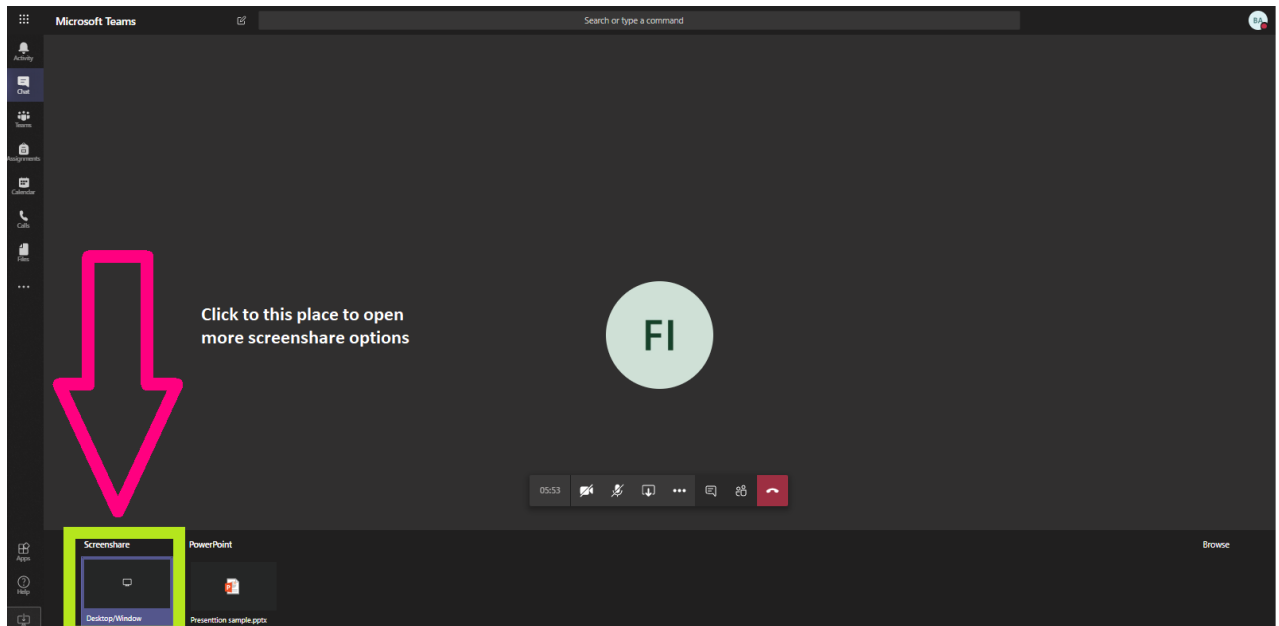 Microsoft Teams
Search or type a command
BA
Activity
Chat
Teams
Assignments
Calendar
Calls
Files
Click to this place to open
more screenshare options
FI
05:53
Screenshare
PowerPoint
Browse
Apps
Help
Desktop/Window
Presenttion sample.pptx